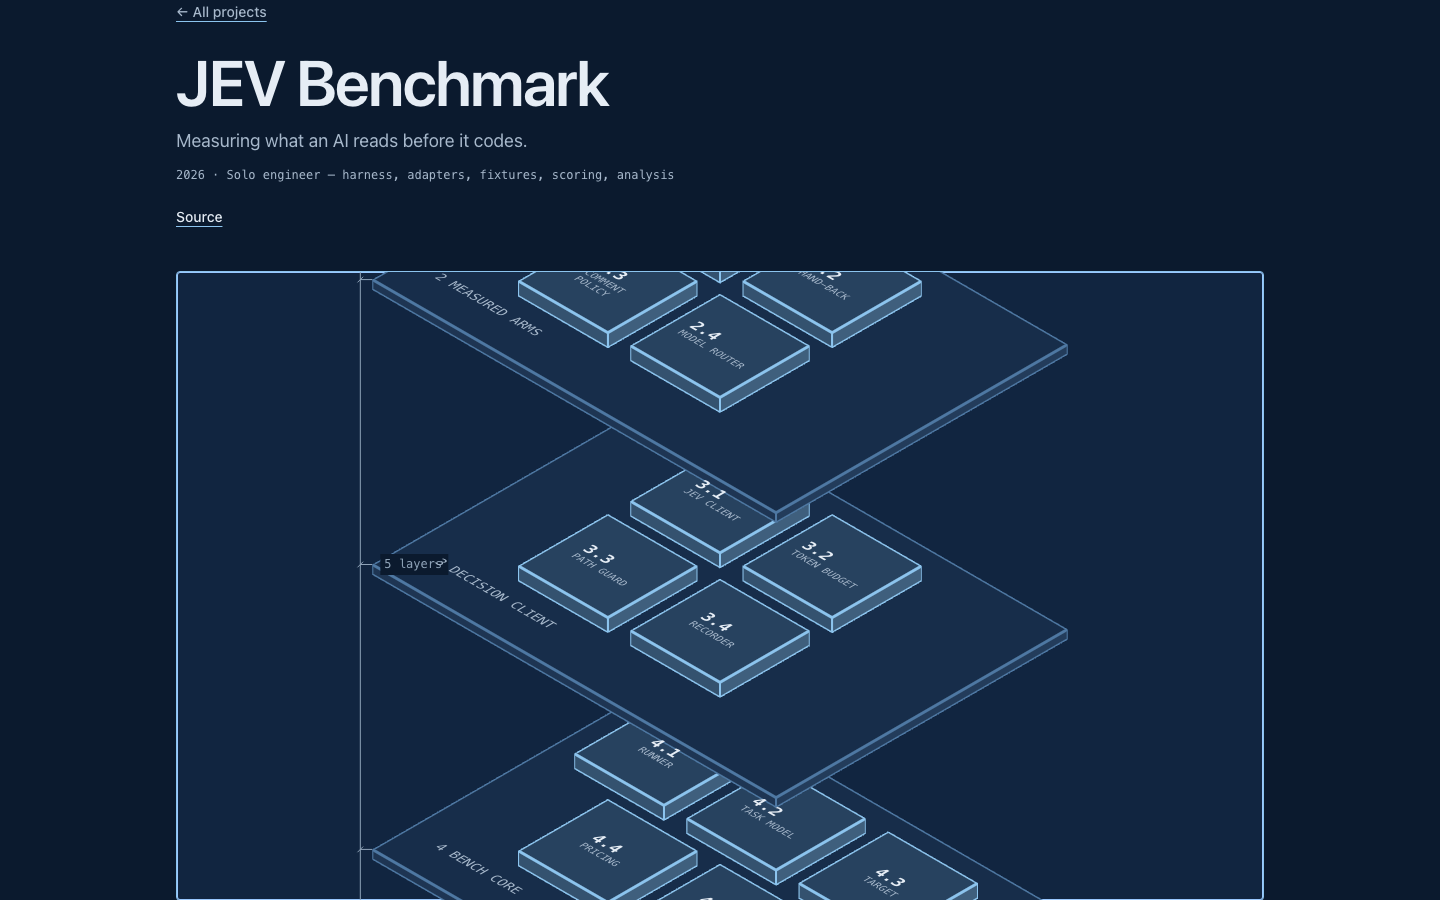 ← All projects
JEV Benchmark
Measuring what an AI reads before it codes.
2026 · Solo engineer — harness, adapters, fixtures, scoring, analysis
Source
2 MEASURED ARMS
POLICY
HAND-BACK
2.4
MODEL ROUTER
3.1
JEV CLIENT
3.3
PATH GUARD
3.2
TOKEN BUDGET
5 layers
DECISION CLIENT
3.4
RECORDER
4.1
RUNNER
4.2
TASK MODEL
4.4
PRICING
4 BENCH CORE
4.3
TARGET